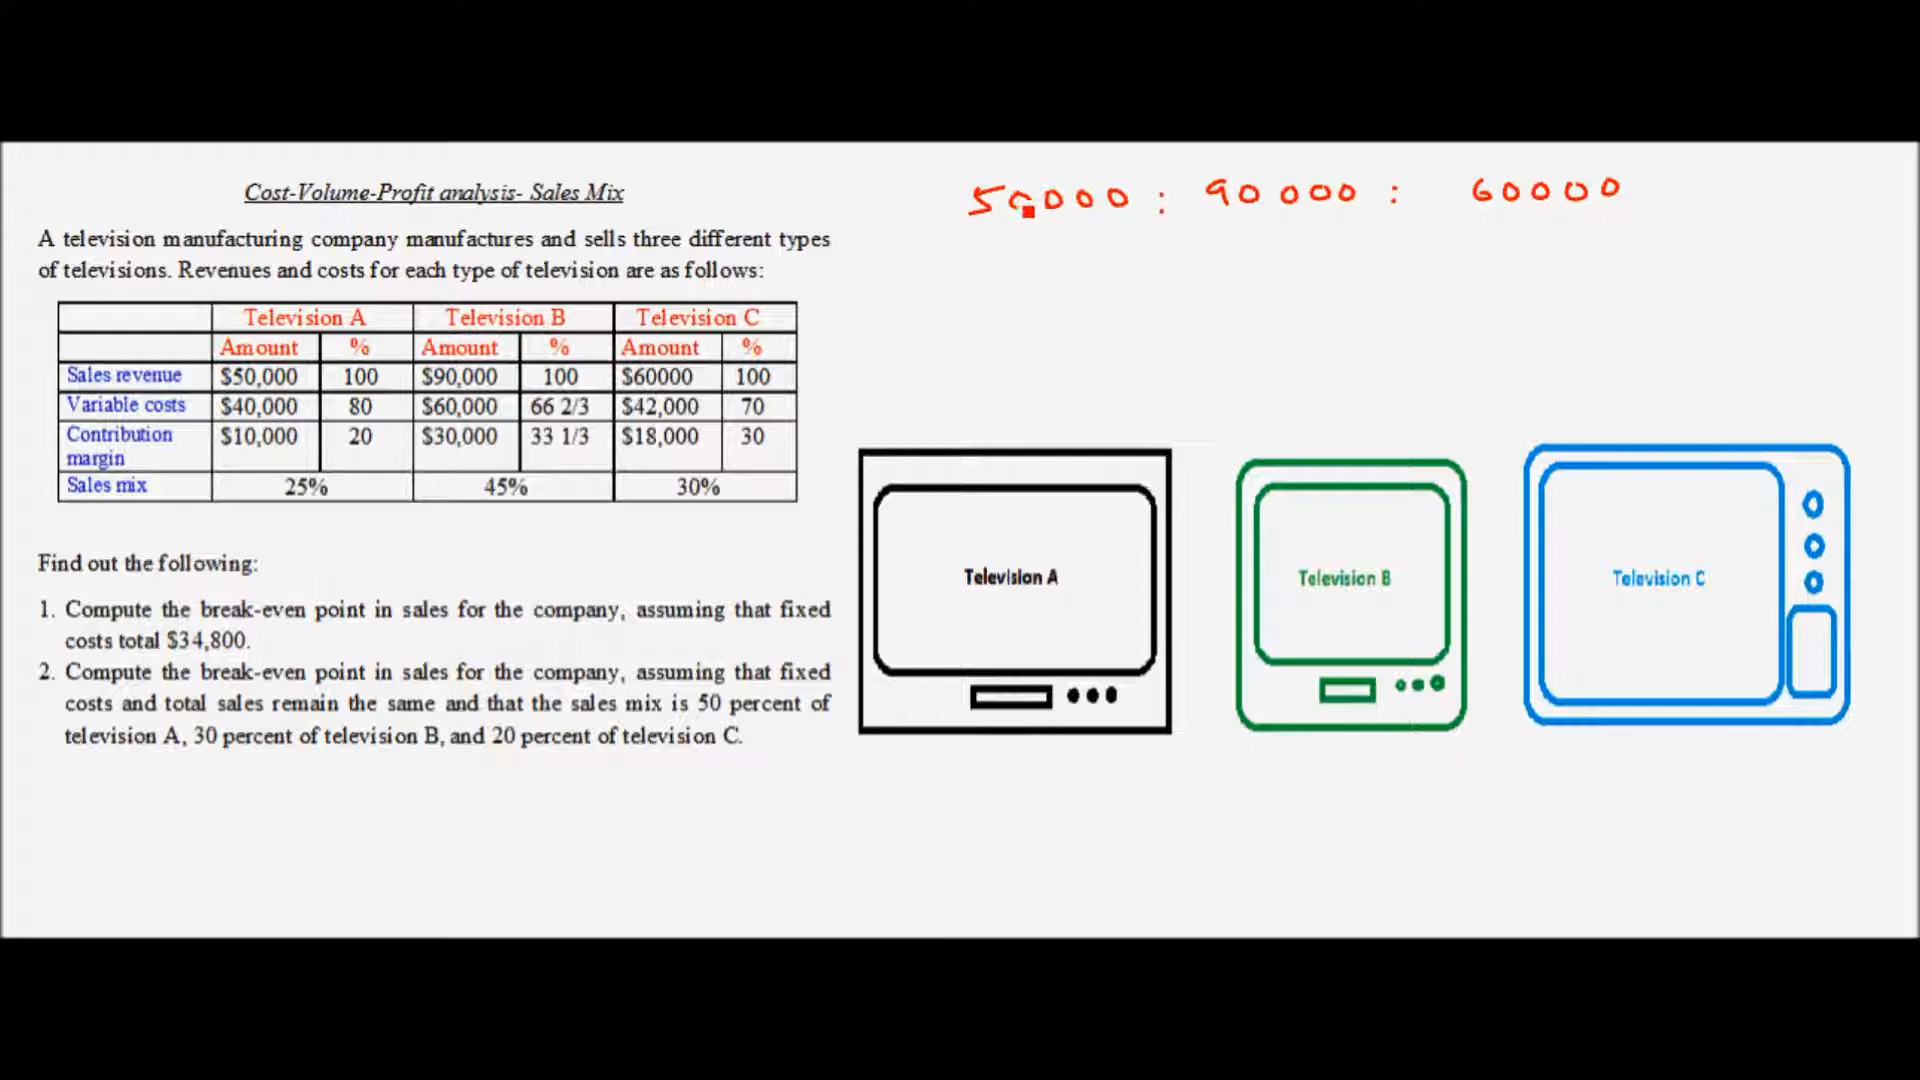 Cost-Volume-Profit analysis- Sales Mix
50000 : 90000 : 60000
A television manufacturing company manufactures and sells three different types
of televisions. Revenues and costs for each type of television are as follows:
Television A Television B Television C
Amount % Amount % Amount %
Sales revenue $50,000 100 $90,000 100 $60000 100
Variable costs $40,000 80 $60,000 66 2/3 $42,000 70
Contribution margin $10,000 20 $30,000 33 1/3 $18,000 30
Sales mix 25% 45% 30%
Find out the following:
1. Compute the break-even point in sales for the company, assuming that fixed
costs total $34,800.
2. Compute the break-even point in sales for the company, assuming that fixed
costs and total sales remain the same and that the sales mix is 50 percent of
television A, 30 percent of television B, and 20 percent of television C.
Television A
Television B
Television C